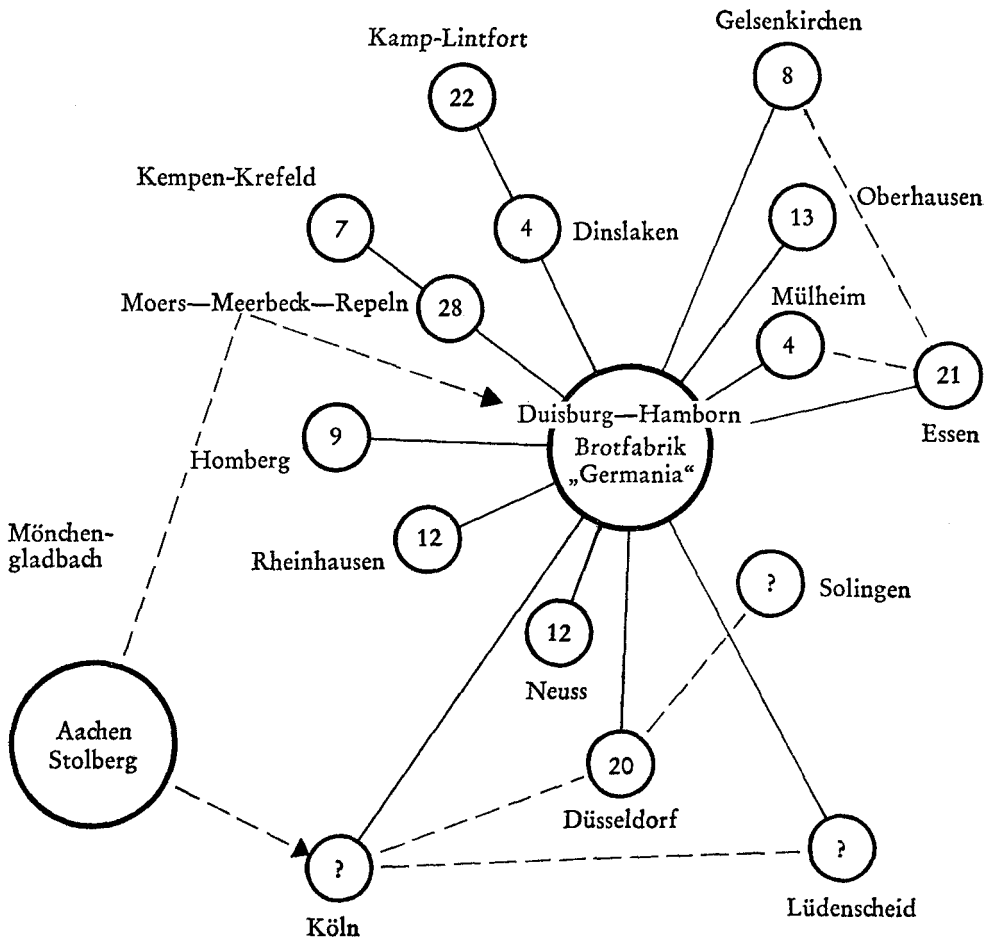 Gelsenkirchen
Kamp-Lintfort
8
22
Kempen-Krefeld
Oberhausen
13
7
4
Dinslaken
Moers—Meerbeck—Repeln
28
Mülheim
4
21
Duisburg—Hamborn
Essen
9
Brotfabrik
Homberg
„Germania“
Mönchen-
gladbach
12
Rheinhausen
?
Solingen
12
Neuss
Aachen
Stolberg
20
Düsseldorf
?
Köln
?
Lüdenscheid